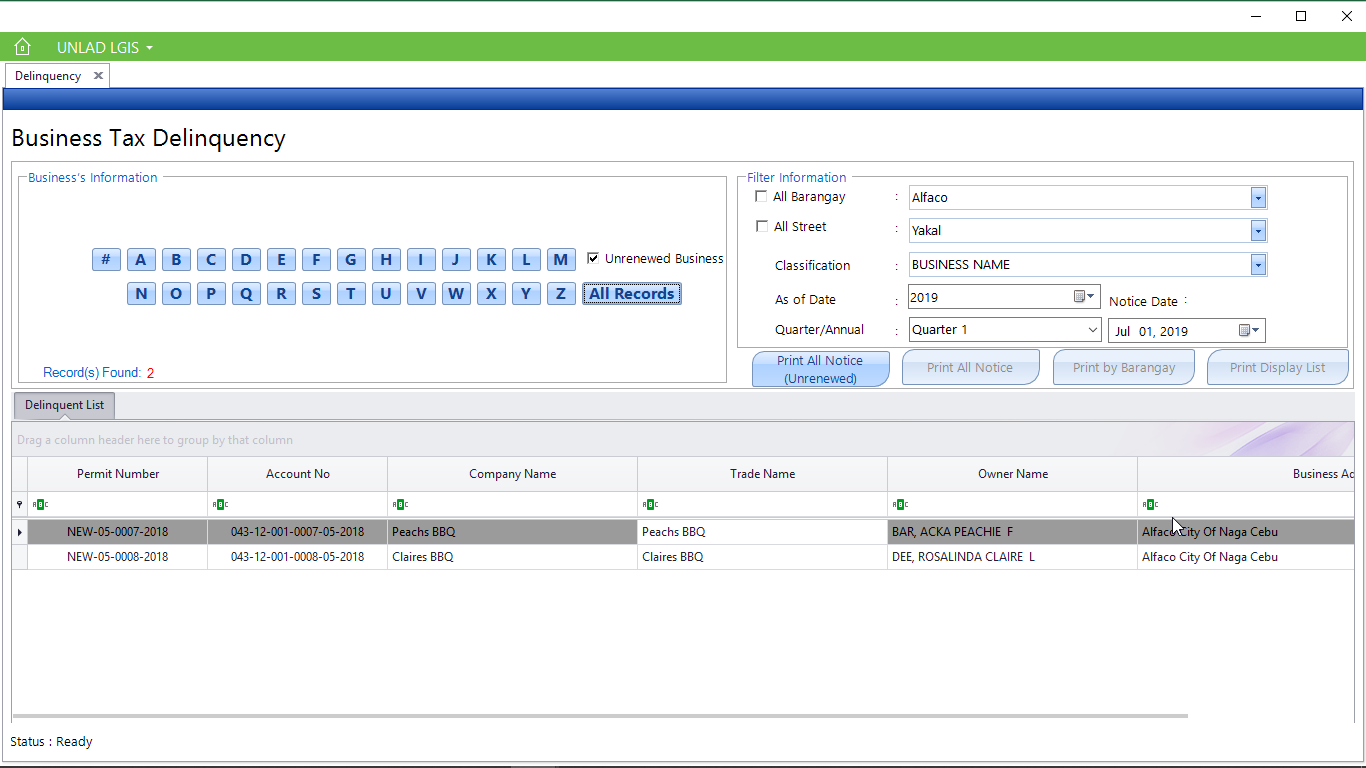 UNLAD LGIS
Delinquency
Business Tax Delinquency
Business's Information
# A B C D E F G H I J K L M Unrenewed Business
N O P Q R S T U V W X Y Z All Records
Record(s) Found: 2
Filter Information
All Barangay : Alfaco
All Street : Yakal
Classification : BUSINESS NAME
As of Date : 2019 Notice Date :
Quarter/Annual : Quarter 1 Jul 01, 2019
Print All Notice
(Unrenewed)
Print All Notice Print by Barangay Print Display List
Delinquent List
Drag a column header here to group by that column
Permit Number Account No Company Name Trade Name Owner Name Business Ad
NEW-05-0007-2018 043-12-001-0007-05-2018 Peachs BBQ Peachs BBQ BAR, ACKA PEACHIE F Alfaco City Of Naga Cebu
NEW-05-0008-2018 043-12-001-0008-05-2018 Claires BBQ Claires BBQ DEE, ROSALINDA CLAIRE L Alfaco City Of Naga Cebu
Status : Ready